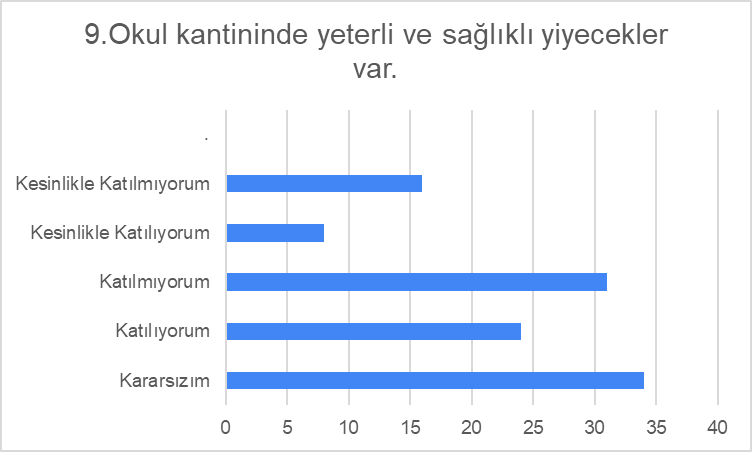 9.Okul kantininde yeterli ve sağlıklı yiyecekler
var.
.
Kesinlikle Katılmıyorum
Kesinlikle Katılıyorum
Katılmıyorum
Katılıyorum
Kararsızım
0 5 10 15 20 25 30 35 40